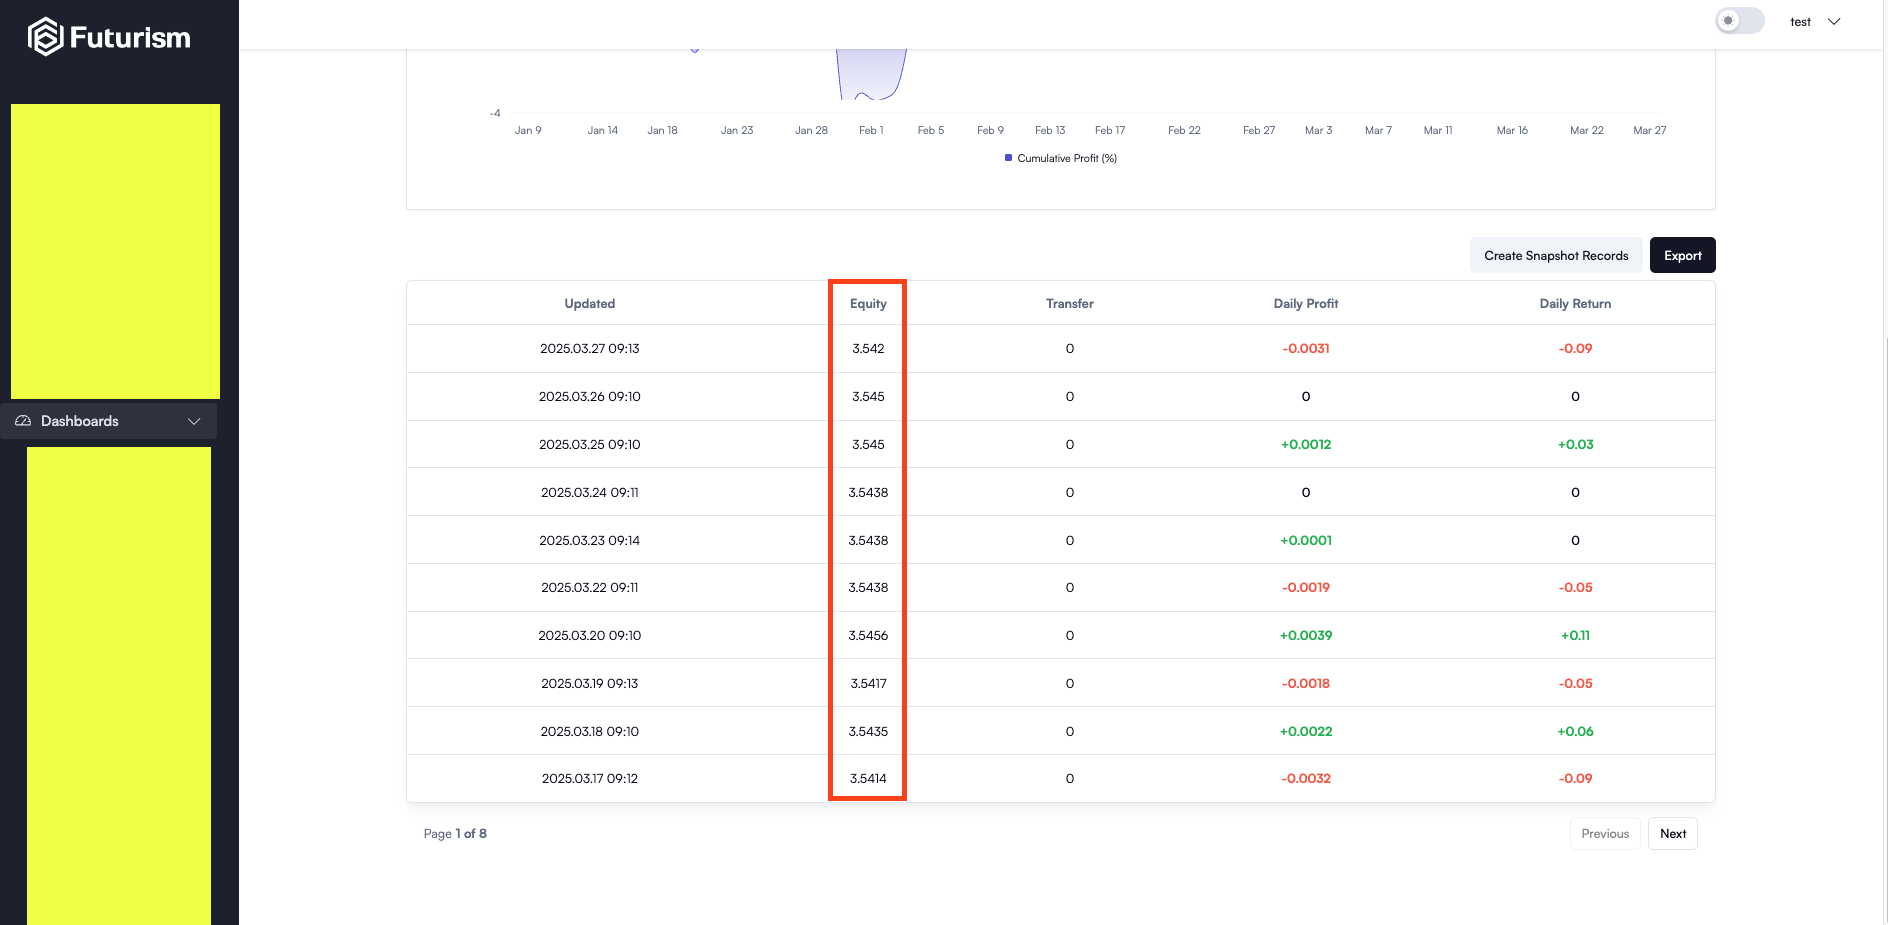 Futurism
test
-4
Jan 9 Jan 14 Jan 18 Jan 23 Jan 28 Feb 1 Feb 5 Feb 9 Feb 13 Feb 17 Feb 22 Feb 27 Mar 3 Mar 7 Mar 11 Mar 16 Mar 22 Mar 27
Cumulative Profit (%)
Create Snapshot Records Export
Updated Equity Transfer Daily Profit Daily Return
2025.03.27 09:13 3.542 0 -0.0031 -0.09
2025.03.26 09:10 3.545 0 0 0
Dashboards
2025.03.25 09:10 3.545 0 +0.0012 +0.03
2025.03.24 09:11 3.5438 0 0 0
2025.03.23 09:14 3.5438 0 +0.0001 0
2025.03.22 09:11 3.5438 0 -0.0019 -0.05
2025.03.20 09:10 3.5456 0 +0.0039 +0.11
2025.03.19 09:13 3.5417 0 -0.0018 -0.05
2025.03.18 09:10 3.5435 0 +0.0022 +0.06
2025.03.17 09:12 3.5414 0 -0.0032 -0.09
Page 1 of 8 Previous Next